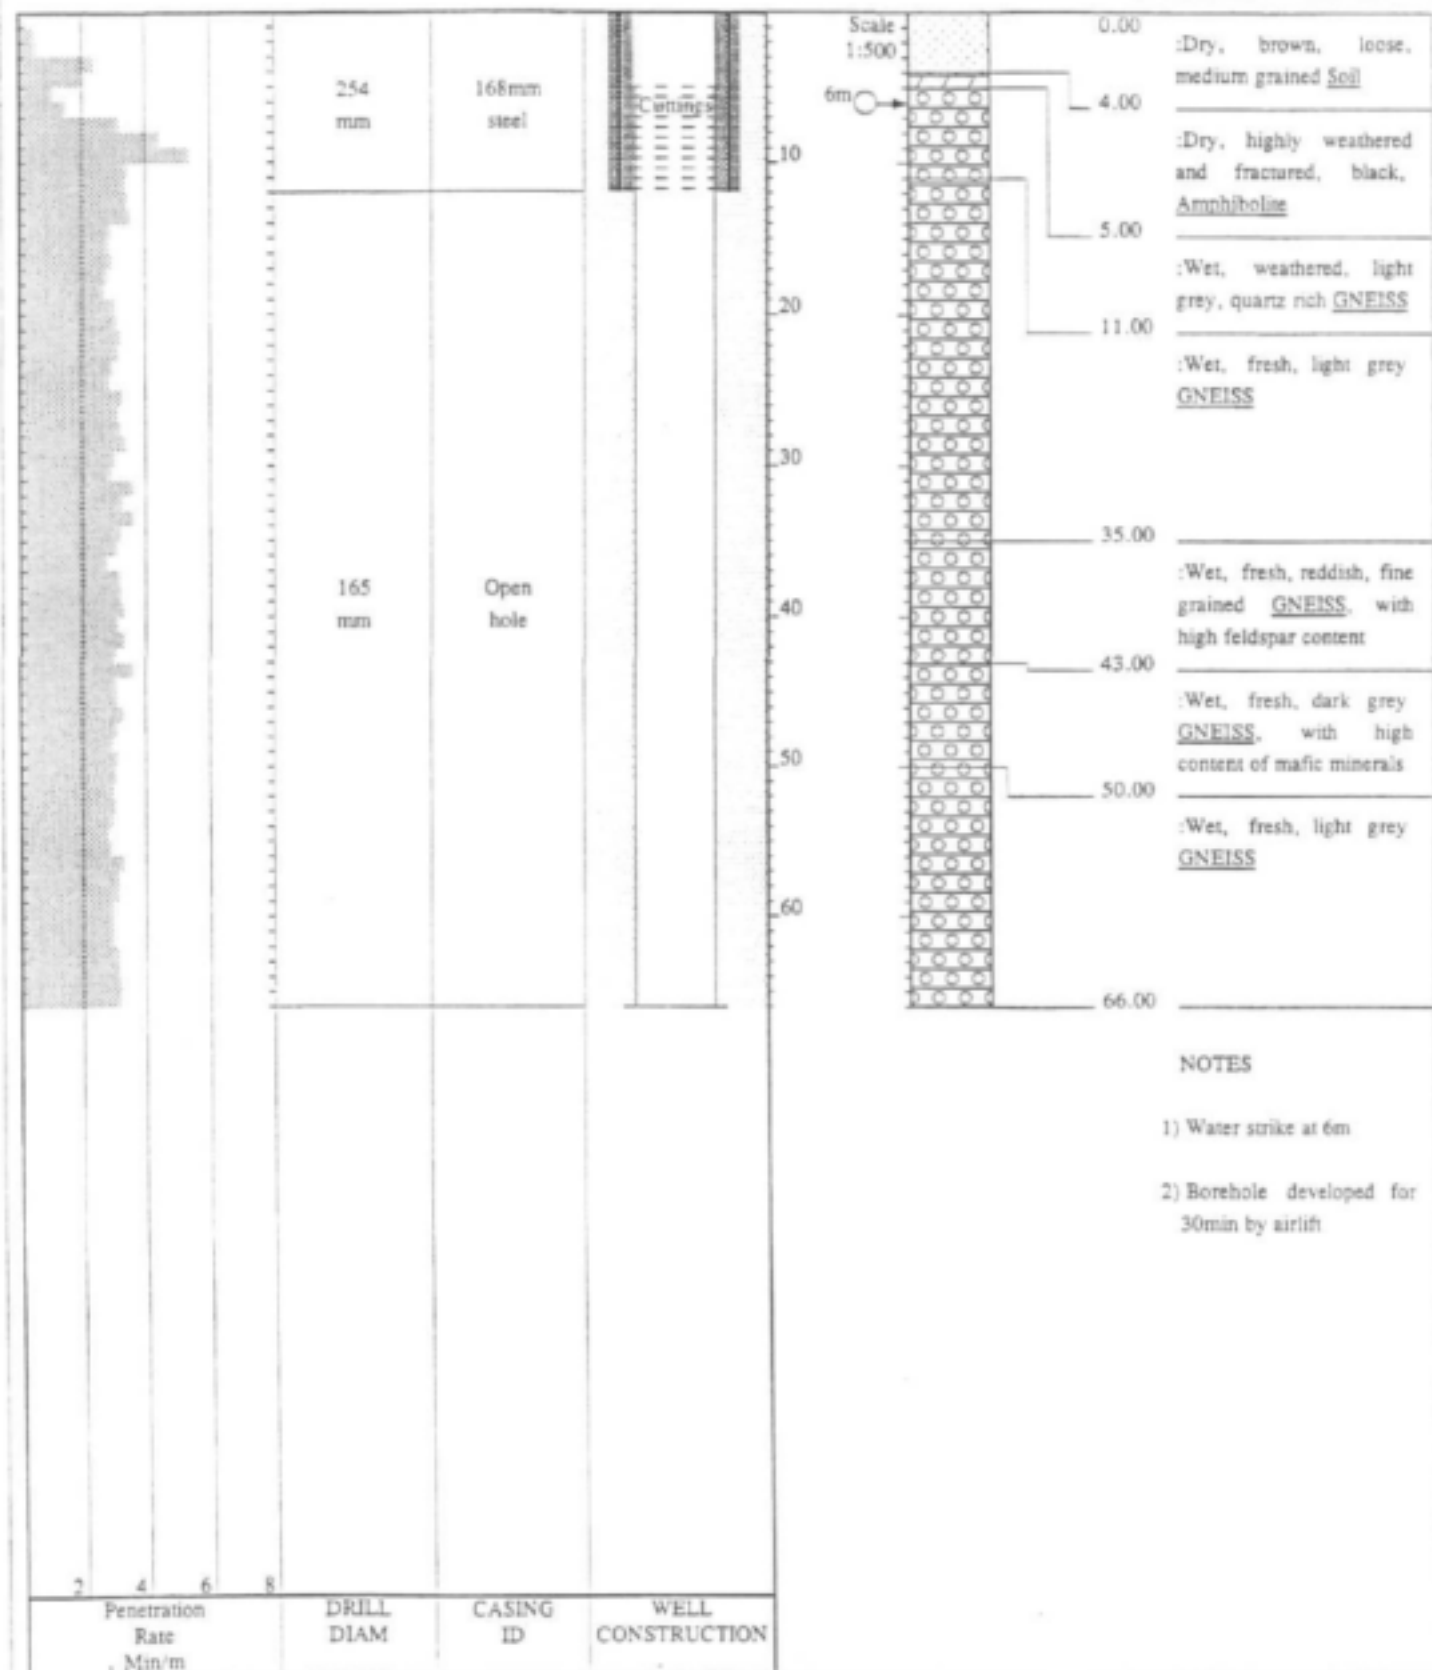 Scale
1:500
0.00
:Dry, brown, loose,
medium grained Soil
6m
4.00
254
mm
168mm
steel
Cuttings
10
:Dry, highly weathered
and fractured, black,
Amphibolite
5.00
:Wet, weathered, light
grey, quartz rich GNEISS
20
11.00
:Wet, fresh, light grey
GNEISS
30
35.00
:Wet, fresh, reddish, fine
grained GNEISS, with
high feldspar content
165
mm
Open
hole
40
43.00
:Wet, fresh, dark grey
GNEISS, with high
content of mafic minerals
50
50.00
:Wet, fresh, light grey
GNEISS
60
66.00
NOTES
1) Water strike at 6m
2) Borehole developed for
30min by airlift
2 4 6 8
Penetration
Rate
Min/m
DRILL
DIAM
CASING
ID
WELL
CONSTRUCTION